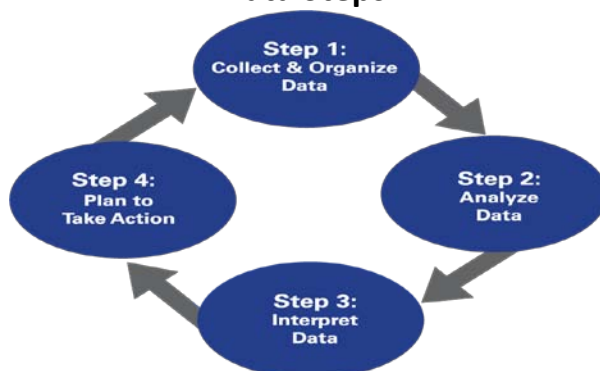 Step 1:
Collect & Organize
Data
Step 2:
Analyze
Data
Step 3:
Interpret
Data
Step 4:
Plan to
Take Action